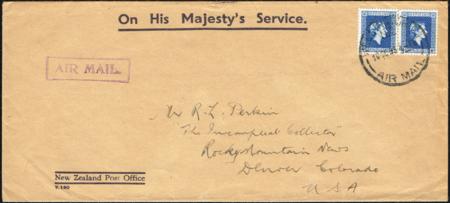 On His Majesty's Service.
AIR MAIL
AIR MAIL
Mr R. L. Perkin
The Collector
Rocky Mountain News
Denver Colorado
USA
New Zealand Post Office